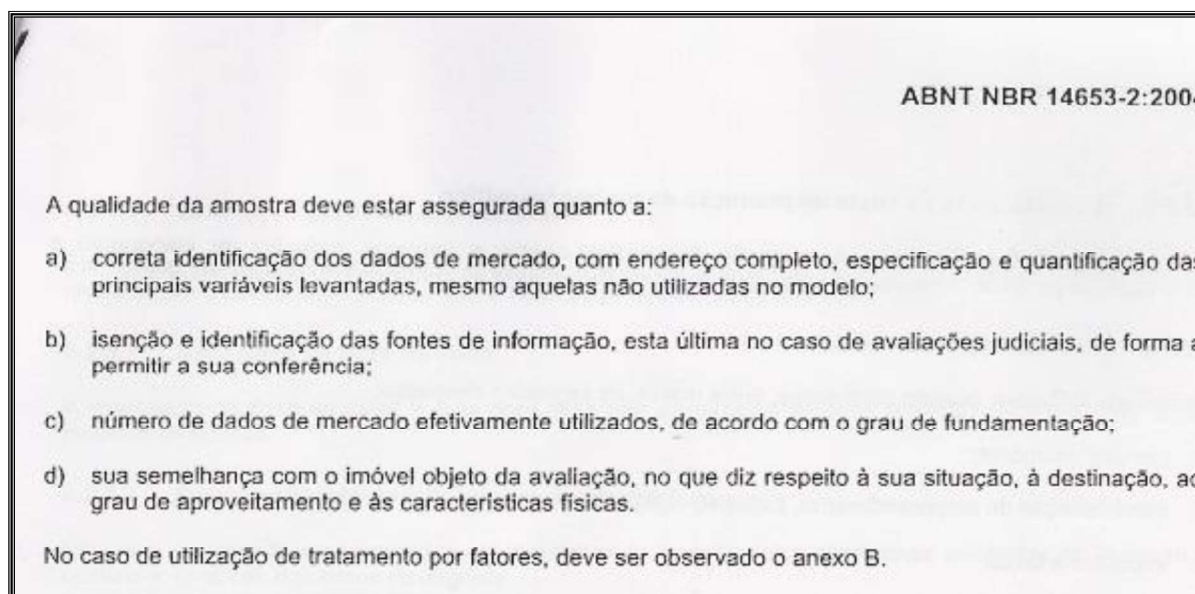 ABNT NBR 14653-2:2004
A qualidade da amostra deve estar assegurada quanto a:
a) correta identificação dos dados de mercado, com endereço completo, especificação e quantificação das
principais variáveis levantadas, mesmo aquelas não utilizadas no modelo;
b) isenção e identificação das fontes de informação, esta última no caso de avaliações judiciais, de forma a
permitir a sua conferência;
c) número de dados de mercado efetivamente utilizados, de acordo com o grau de fundamentação;
d) sua semelhança com o imóvel objeto da avaliação, no que diz respeito à sua situação, à destinação, ao
grau de aproveitamento e às características físicas.
No caso de utilização de tratamento por fatores, deve ser observado o anexo B.